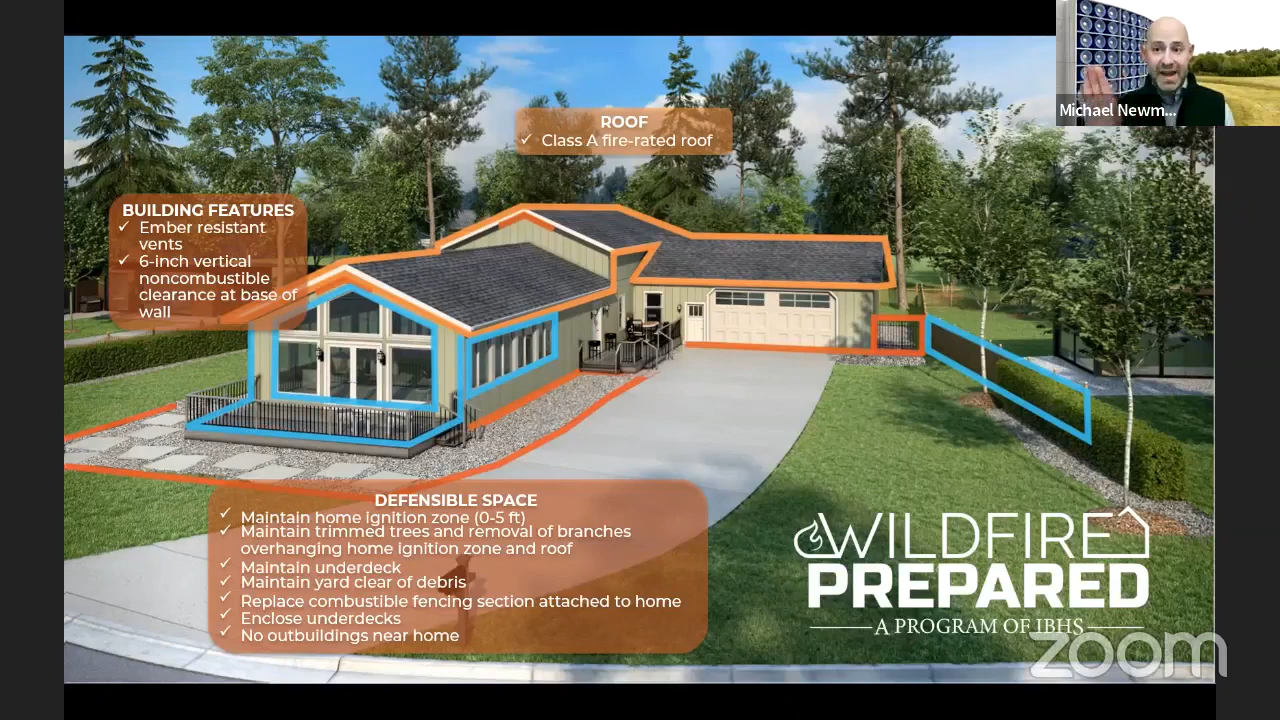 Michael Newm...
ROOF
✓ Class A fire-rated roof
BUILDING FEATURES
✓ Ember resistant
vents
✓ 6-inch vertical
noncombustible
clearance at base of
wall
DEFENSIBLE SPACE
✓ Maintain home ignition zone (0-5 ft)
✓ Maintain trimmed trees and removal of branches
overhanging home ignition zone and roof
✓ Maintain underdeck
✓ Maintain yard clear of debris
✓ Replace combustible fencing section attached to home
✓ Enclose underdecks
✓ No outbuildings near home
WILDFIRE
PREPARED
A PROGRAM OF IBHS
zoom